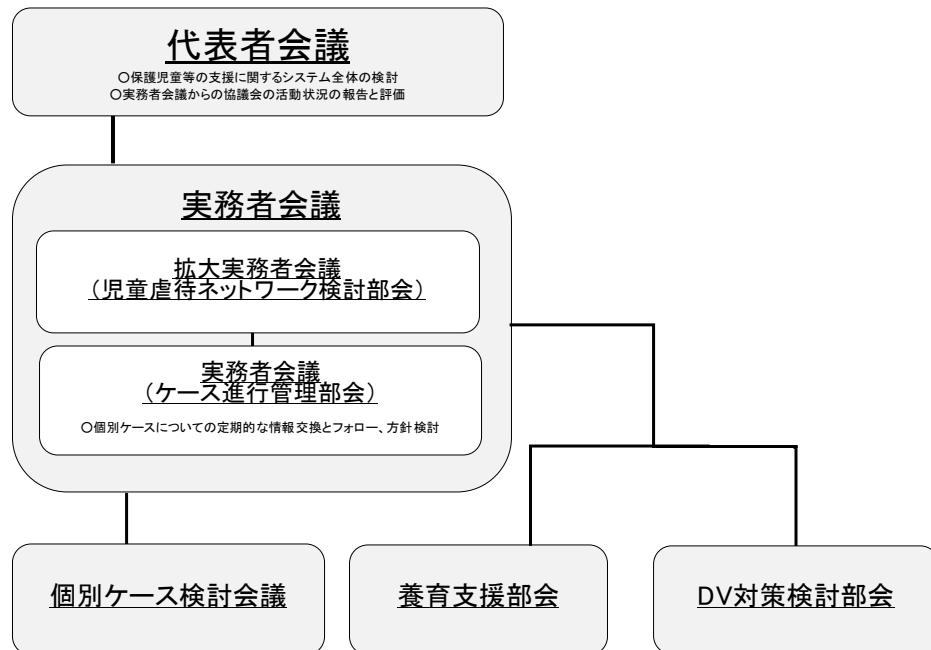 代表者会議
○保護児童等の支援に関するシステム全体の検討
○実務者会議からの協議会の活動状況の報告と評価
実務者会議
拡大実務者会議
（児童虐待ネットワーク検討部会）
実務者会議
（ケース進行管理部会）
○個別ケースについての定期的な情報交換とフォロー、方針検討
個別ケース検討会議
養育支援部会
DV対策検討部会